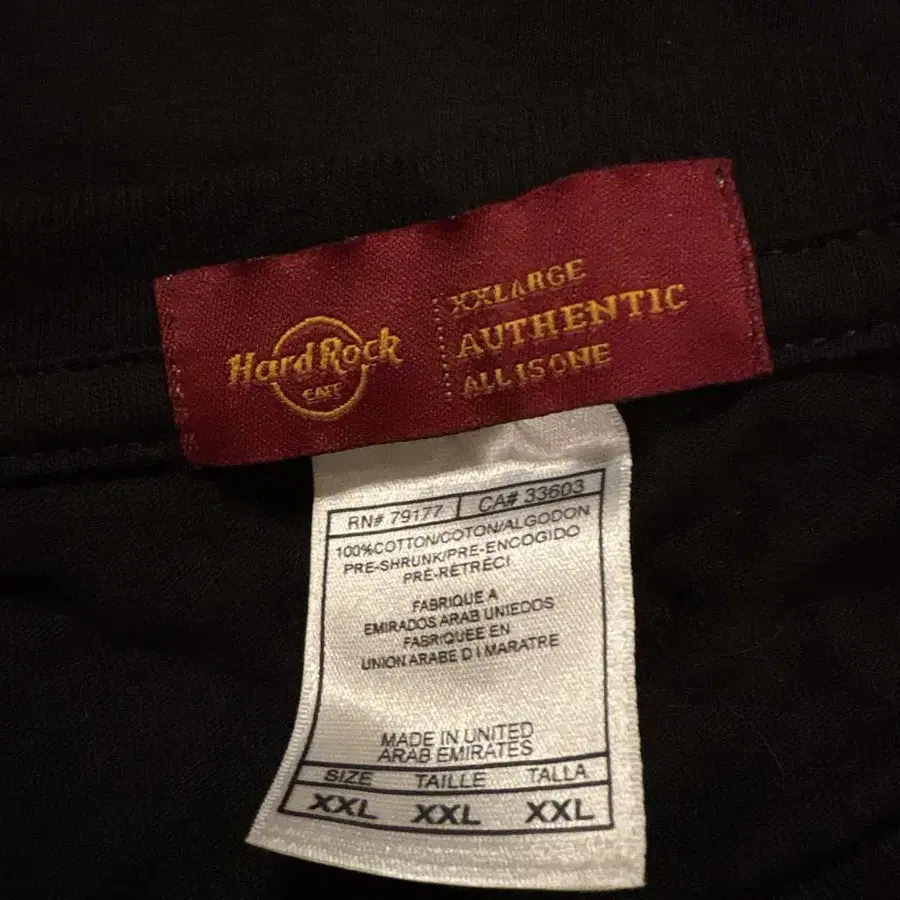 Hard Rock
CAFE
XXLARGE
AUTHENTIC
ALL IS ONE
RN# 79177
CA# 33603
100%COTTON/COTON/ALGODON
PRE-SHRUNK/PRE-ENCOGIDO
PRE-RETRECI
FABRIQUE A
EMIRADOS ARAB UNIEDOS
FABRIQUEE EN
UNION ARABE D I MARATRE
MADE IN UNITED
ARAB EMIRATES
SIZE TAILLE TALLA
XXL XXL XXL